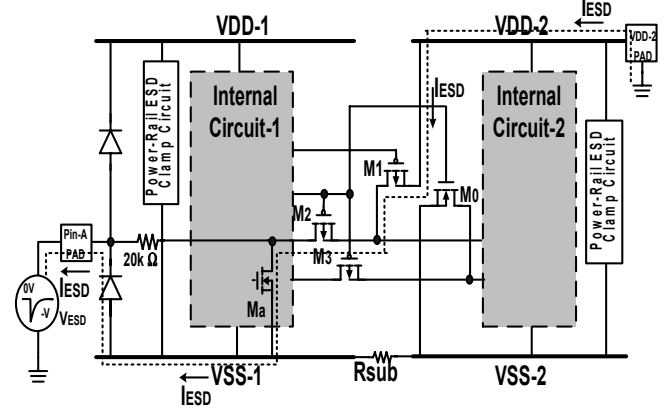 IESD
VDD-1
VDD-2
VDD-2
PAD
Power-Rail ESD
Clamp Circuit
Internal
Circuit-1
IESD
Internal
Circuit-2
Power-Rail ESD
Clamp Circuit
M1
M0
M2
Pin-A
PAD
20k Ω
M3
IESD
0V
-V
VESD
Ma
VSS-1
Rsub
VSS-2
IESD